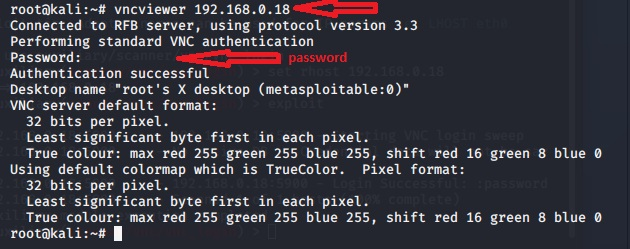 root@kali:~# vncviewer 192.168.0.18
Connected to RFB server, using protocol version 3.3
Performing standard VNC authentication
Password: password
Authentication successful
Desktop name "root's X desktop (metasploitable:0)"
VNC server default format:
  32 bits per pixel.
  Least significant byte first in each pixel.
  True colour: max red 255 green 255 blue 255, shift red 16 green 8 blue 0
Using default colormap which is TrueColor.  Pixel format:
  32 bits per pixel.
  Least significant byte first in each pixel.
  True colour: max red 255 green 255 blue 255, shift red 16 green 8 blue 0
root@kali:~#